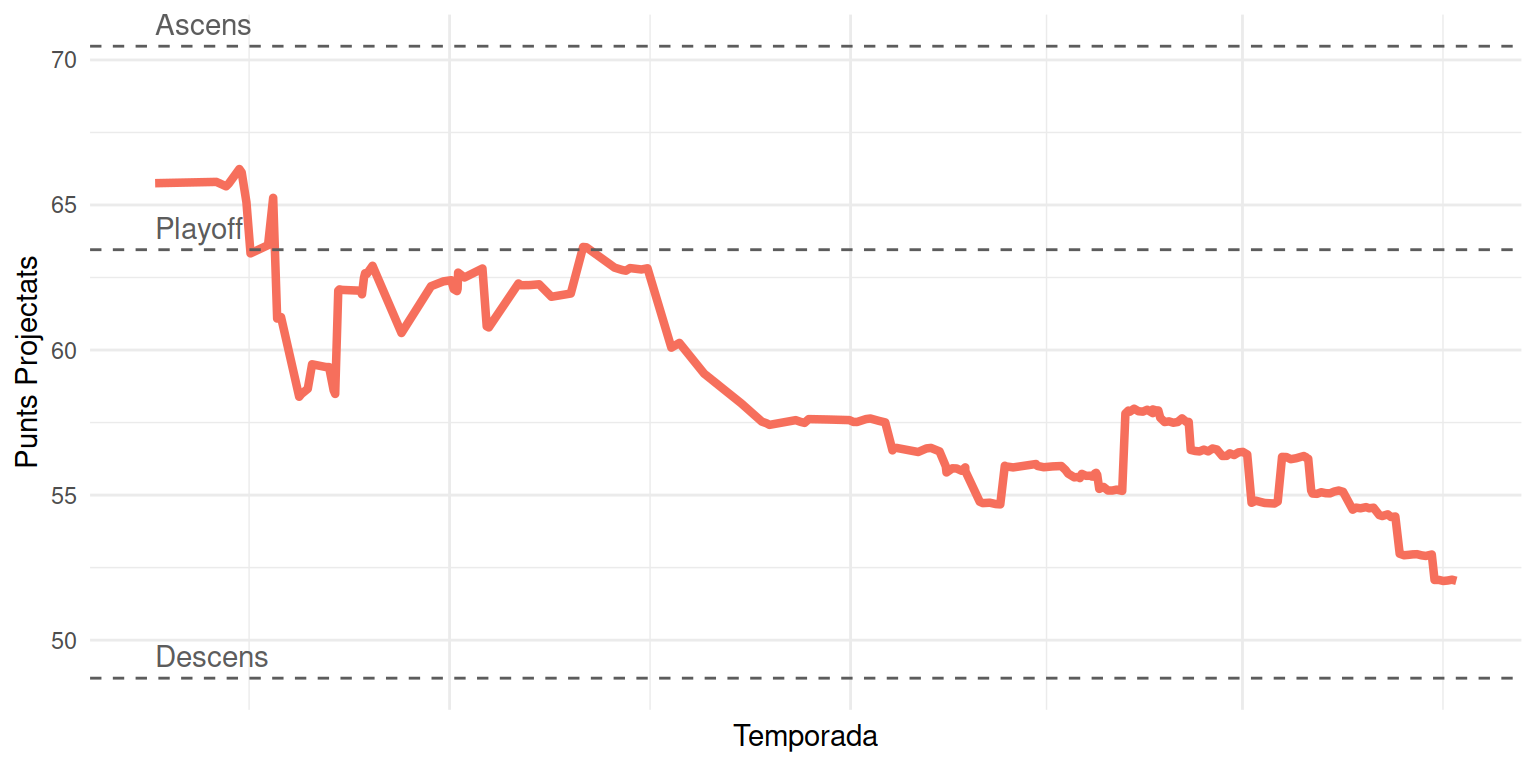 Ascens
70
65
Playoff
60
55
50
Descens
Punts Projectats
Temporada